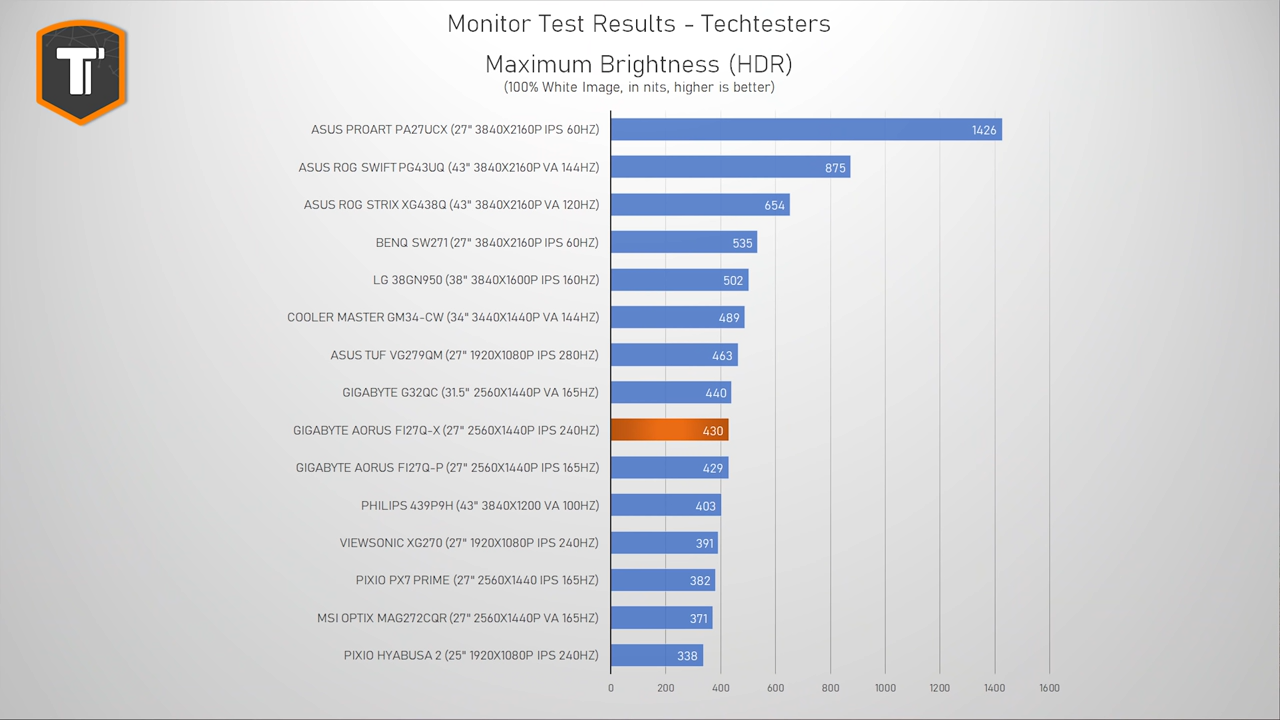 Monitor Test Results - Techtesters
Maximum Brightness (HDR)
(100% White Image, in nits, higher is better)
ASUS PROART PA27UCX (27" 3840X2160P IPS 60HZ) 1426
ASUS ROG SWIFT PG43UQ (43" 3840X2160P VA 144HZ) 875
ASUS ROG STRIX XG438Q (43" 3840X2160P VA 120HZ) 654
BENQ SW271 (27" 3840X2160P IPS 60HZ) 535
LG 38GN950 (38" 3840X1600P IPS 160HZ) 502
COOLER MASTER GM34-CW (34" 3440X1440P VA 144HZ) 489
ASUS TUF VG279QM (27" 1920X1080P IPS 280HZ) 463
GIGABYTE G32QC (31.5" 2560X1440P VA 165HZ) 440
GIGABYTE AORUS FI27Q-X (27" 2560X1440P IPS 240HZ) 430
GIGABYTE AORUS FI27Q-P (27" 2560X1440P IPS 165HZ) 429
PHILIPS 439P9H (43" 3840X1200 VA 100HZ) 403
VIEWSONIC XG270 (27" 1920X1080P IPS 240HZ) 391
PIXIO PX7 PRIME (27" 2560X1440 IPS 165HZ) 382
MSI OPTIX MAG272CQR (27" 2560X1440P VA 165HZ) 371
PIXIO HYABUSA 2 (25" 1920X1080P IPS 240HZ) 338
0 200 400 600 800 1000 1200 1400 1600